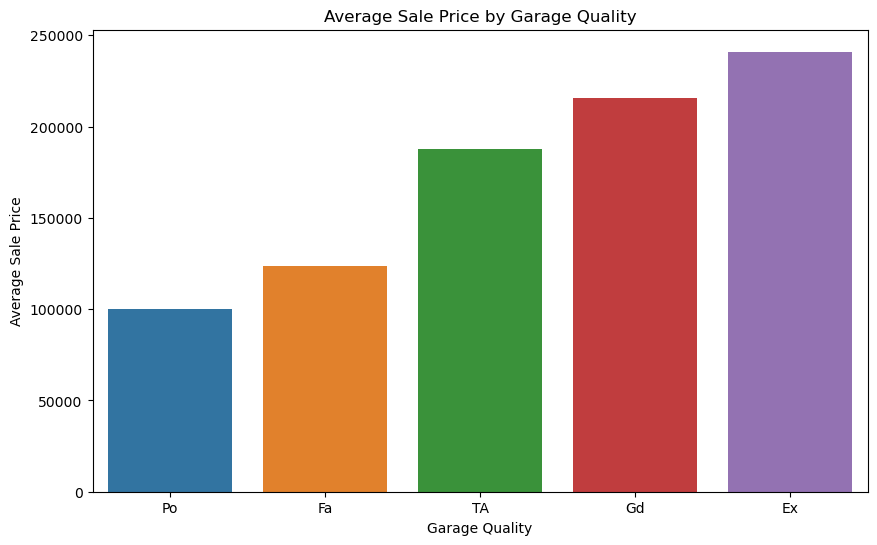 Average Sale Price by Garage Quality
250000
200000
150000
100000
50000
0
Average Sale Price
Po Fa TA Gd Ex
Garage Quality